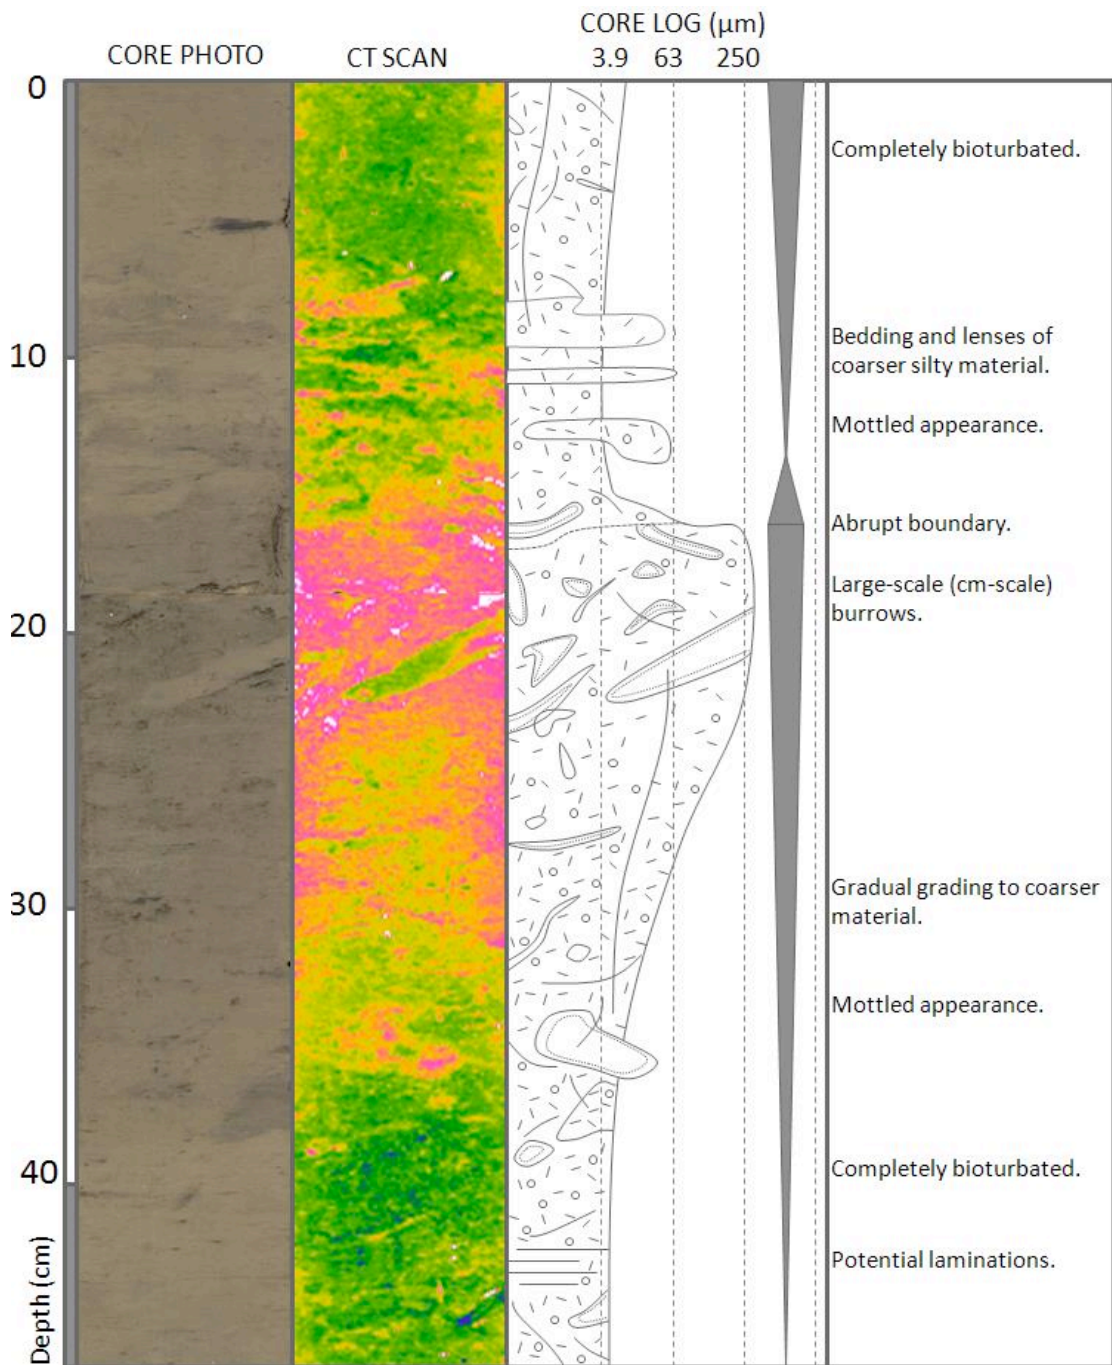 CORE LOG (μm)
CORE PHOTO CT SCAN 3.9 63 250
0
Completely bioturbated.
Bedding and lenses of
10 coarser silty material.
Mottled appearance.
Abrupt boundary.
Large-scale (cm-scale)
burrows.
20
Gradual grading to coarser
material.
30
Mottled appearance.
Completely bioturbated.
40
Potential laminations.
Depth (cm)